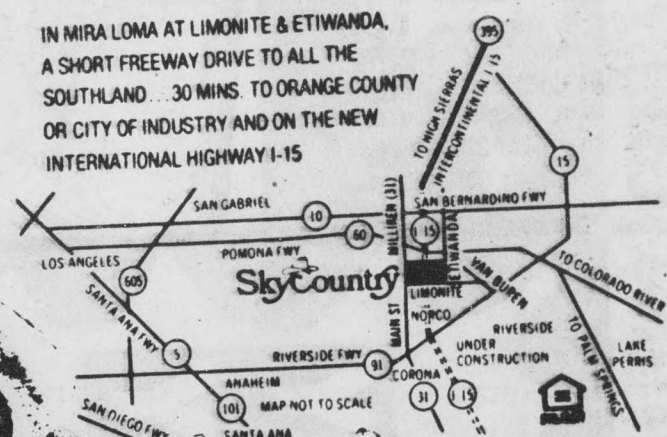 IN MIRA LOMA AT LIMONITE & ETIWANDA,
A SHORT FREEWAY DRIVE TO ALL THE
SOUTHLAND ... 30 MINS. TO ORANGE COUNTY
OR CITY OF INDUSTRY AND ON THE NEW
INTERNATIONAL HIGHWAY I-15
395
TO HIGH SIERRAS
INTERCONTINENTAL I 15
15
SAN GABRIEL
10
MILLIKEN (31)
SAN BERNARDINO FWY
60
I 15
ETIWANDA
POMONA FWY
LOS ANGELES
605
SkyCountry
VAN BUREN
TO COLORADO RIVER
LIMONITE
SANTA ANA FWY
MAIN ST
NORCO
RIVERSIDE
UNDER
CONSTRUCTION
TO PALM SPRINGS
LAKE
PERRIS
5
RIVERSIDE FWY
91
CORONA
ANAHEIM
101
MAP NOT TO SCALE
31
I 15
SAN DIEGO FWY
SANTA ANA